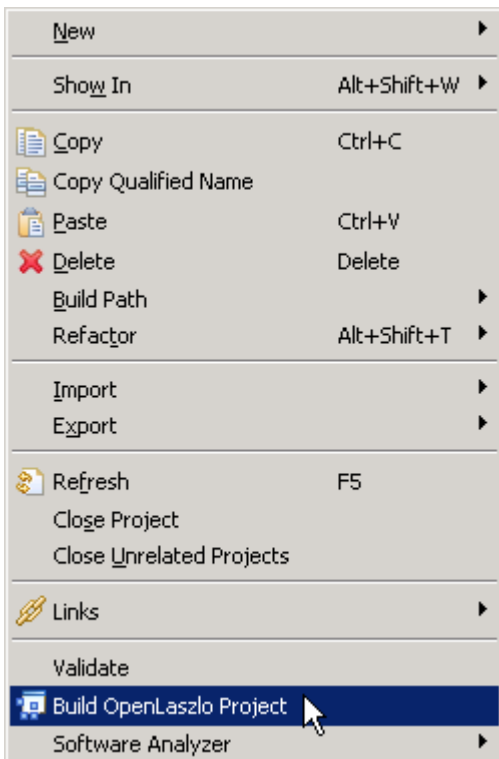 New
Show In Alt+Shift+W
Copy Ctrl+C
Copy Qualified Name
Paste Ctrl+V
Delete Delete
Build Path
Refactor Alt+Shift+T
Import
Export
Refresh F5
Close Project
Close Unrelated Projects
Links
Validate
Build OpenLaszlo Project
Software Analyzer